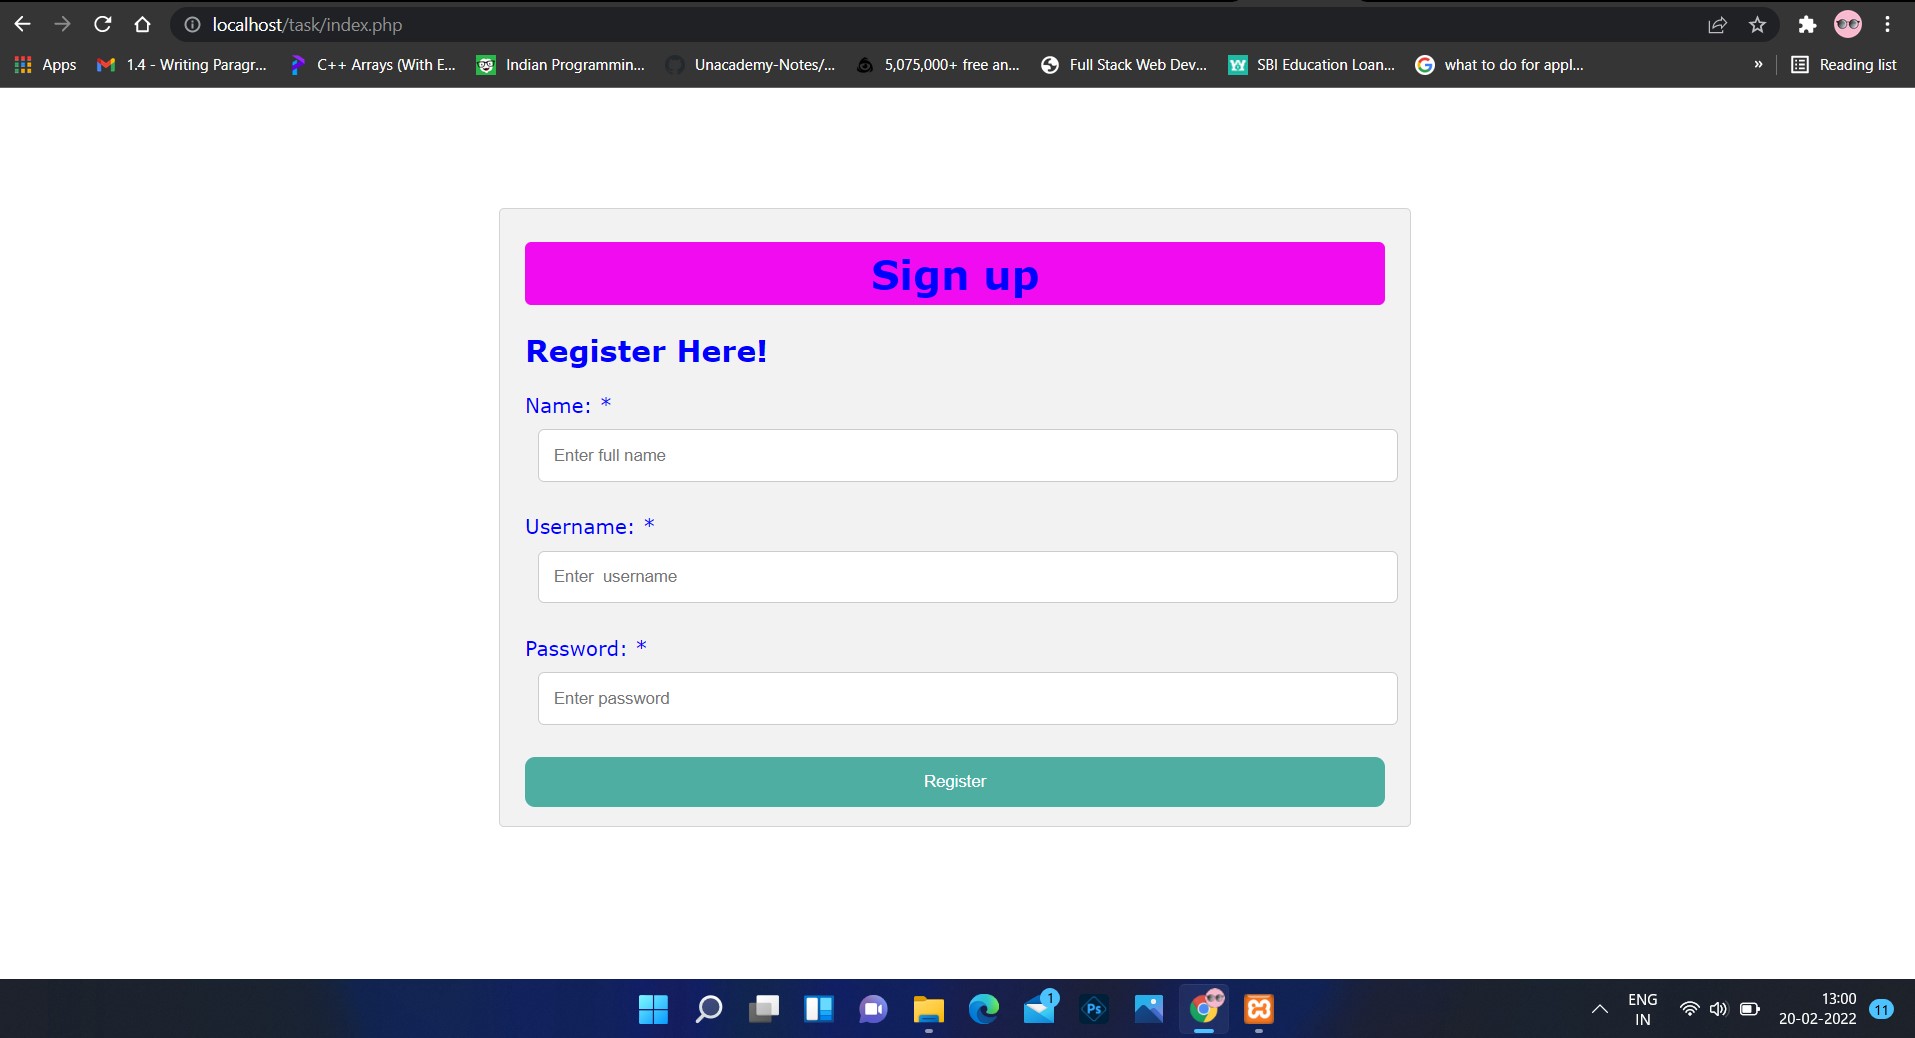 localhost/task/index.php
Apps 1.4 - Writing Paragr... C++ Arrays (With E... Indian Programmin... Unacademy-Notes/... 5,075,000+ free an... Full Stack Web Dev... SBI Education Loan... what to do for appl... » Reading list
Sign up
Register Here!
Name: *
Enter full name
Username: *
Enter  username
Password: *
Enter password
Register
1
Ps
ENG
IN
13:00
20-02-2022
11